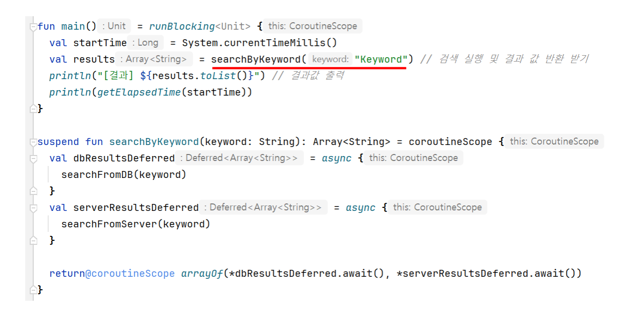 fun main() : Unit = runBlocking<Unit> { this: CoroutineScope
val startTime : Long = System.currentTimeMillis()
val results : Array<String> = searchByKeyword( keyword: "Keyword") // 검색 실행 및 결과 값 반환 받기
println("[결과] ${results.toList()}") // 결과값 출력
println(getElapsedTime(startTime))
}
suspend fun searchByKeyword(keyword: String): Array<String> = coroutineScope { this: CoroutineScope
val dbResultsDeferred : Deferred<Array<String>> = async { this: CoroutineScope
searchFromDB(keyword)
}
val serverResultsDeferred : Deferred<Array<String>> = async { this: CoroutineScope
searchFromServer(keyword)
}
return@coroutineScope arrayOf(*dbResultsDeferred.await(), *serverResultsDeferred.await())
}